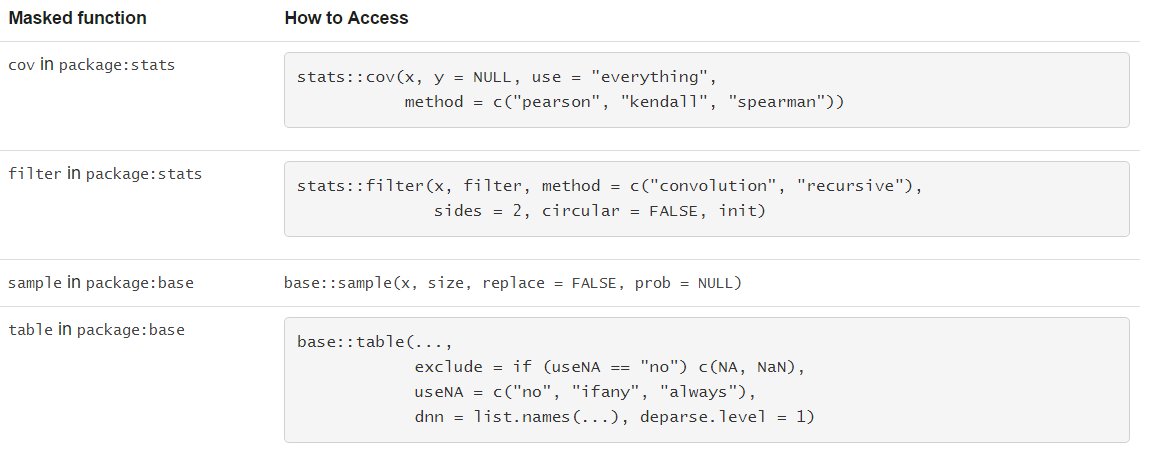 Masked function How to Access
cov in package:stats
stats::cov(x, y = NULL, use = "everything",
method = c("pearson", "kendall", "spearman"))
filter in package:stats
stats::filter(x, filter, method = c("convolution", "recursive"),
sides = 2, circular = FALSE, init)
sample in package:base base::sample(x, size, replace = FALSE, prob = NULL)
table in package:base
base::table(...,
exclude = if (useNA == "no") c(NA, NaN),
useNA = c("no", "ifany", "always"),
dnn = list.names(...), deparse.level = 1)